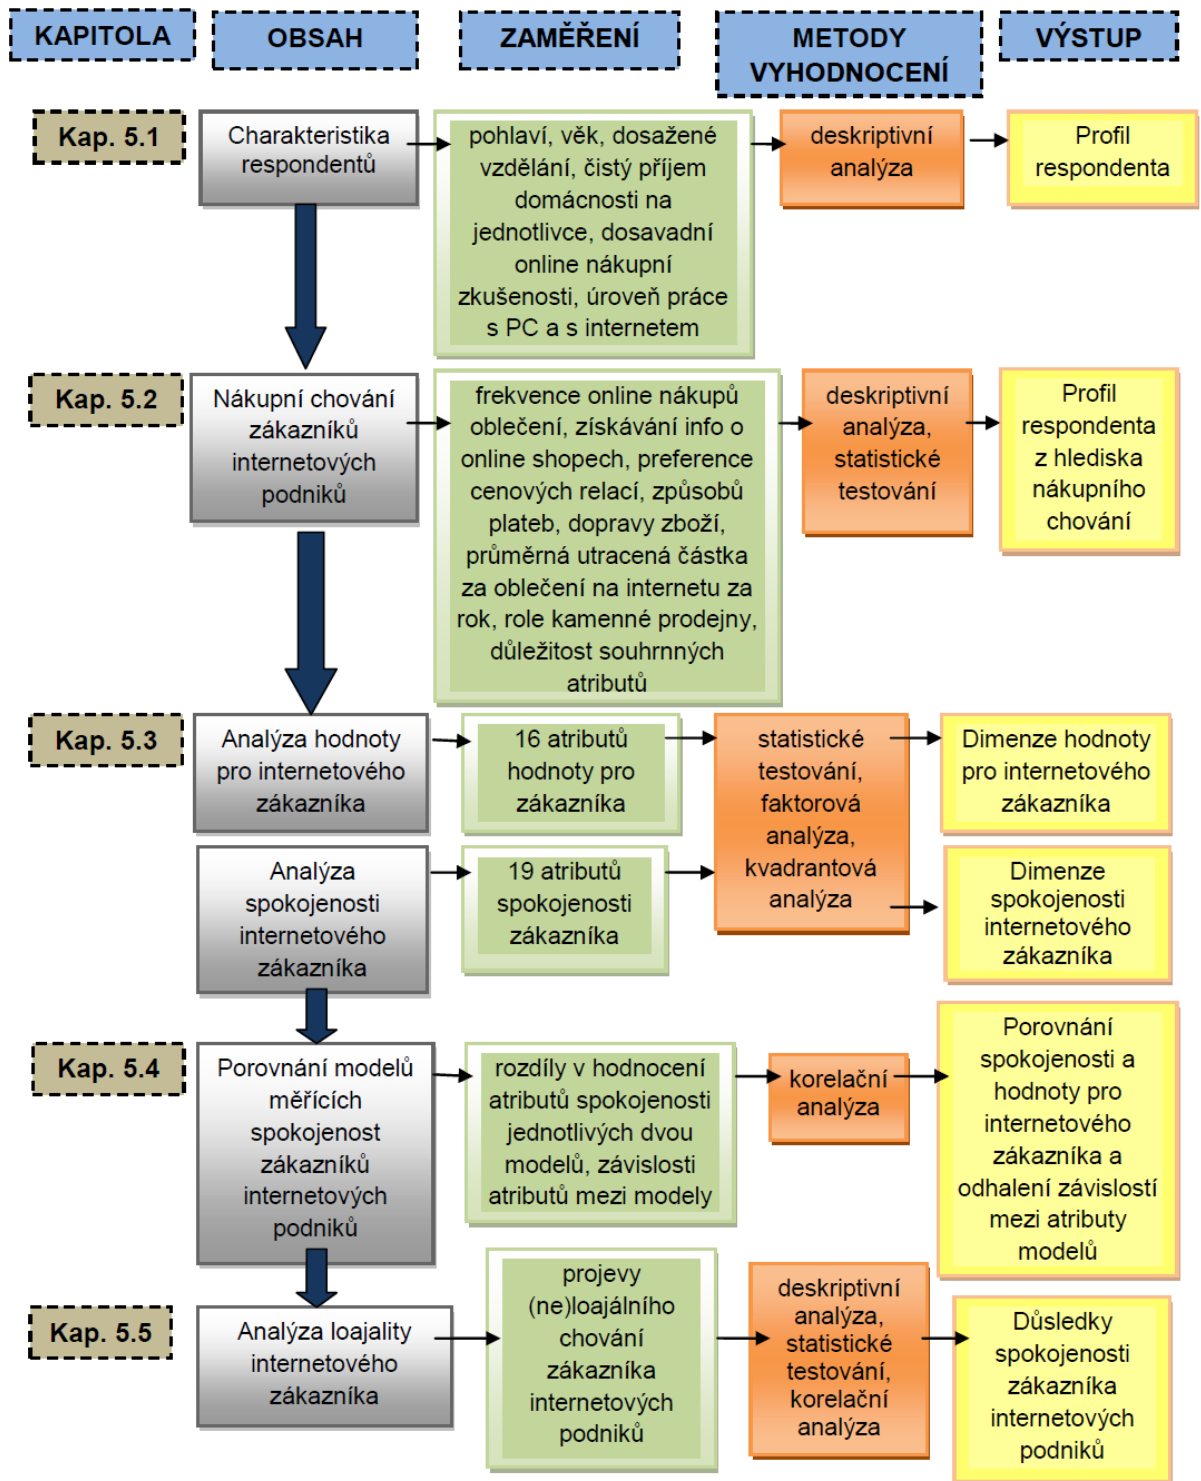 KAPITOLA
OBSAH
ZAMĚŘENÍ
METODY
VYHODNOCENÍ
VÝSTUP
Kap. 5.1
Charakteristika
respondentů
pohlaví, věk, dosažené
vzdělání, čistý příjem
domácnosti na
jednotlivce, dosavadní
online nákupní
zkušenosti, úroveň práce
s PC a s internetem
deskriptivní
analýza
Profil
respondenta
Kap. 5.2
Nákupní chování
zákazníků
internetových
podniků
frekvence online nákupů
oblečení, získávání info o
online shopech, preference
cenových relací, způsobů
plateb, dopravy zboží,
průměrná utracená částka
za oblečení na internetu za
rok, role kamenné prodejny,
důležitost souhrnných
atributů
deskriptivní
analýza,
statistické
testování
Profil
respondenta
z hlediska
nákupního
chování
Kap. 5.3
Analýza hodnoty
pro internetového
zákazníka
16 atributů
hodnoty pro
zákazníka
statistické
testování,
faktorová
analýza,
kvadrantová
analýza
Dimenze hodnoty
pro internetového
zákazníka
Analýza
spokojenosti
internetového
zákazníka
19 atributů
spokojenosti
zákazníka
Dimenze
spokojenosti
internetového
zákazníka
Kap. 5.4
Porovnání modelů
měřících
spokojenost
zákazníků
internetových
podniků
rozdíly v hodnocení
atributů spokojenosti
jednotlivých dvou
modelů, závislosti
atributů mezi modely
korelační
analýza
Porovnání
spokojenosti a
hodnoty pro
internetového
zákazníka a
odhalení závislostí
mezi atributy
modelů
Kap. 5.5
Analýza loajality
internetového
zákazníka
projevy
(ne)loajálního
chování
zákazníka
internetových
podniků
deskriptivní
analýza,
statistické
testování,
korelační
analýza
Důsledky
spokojenosti
zákazníka
internetových
podniků